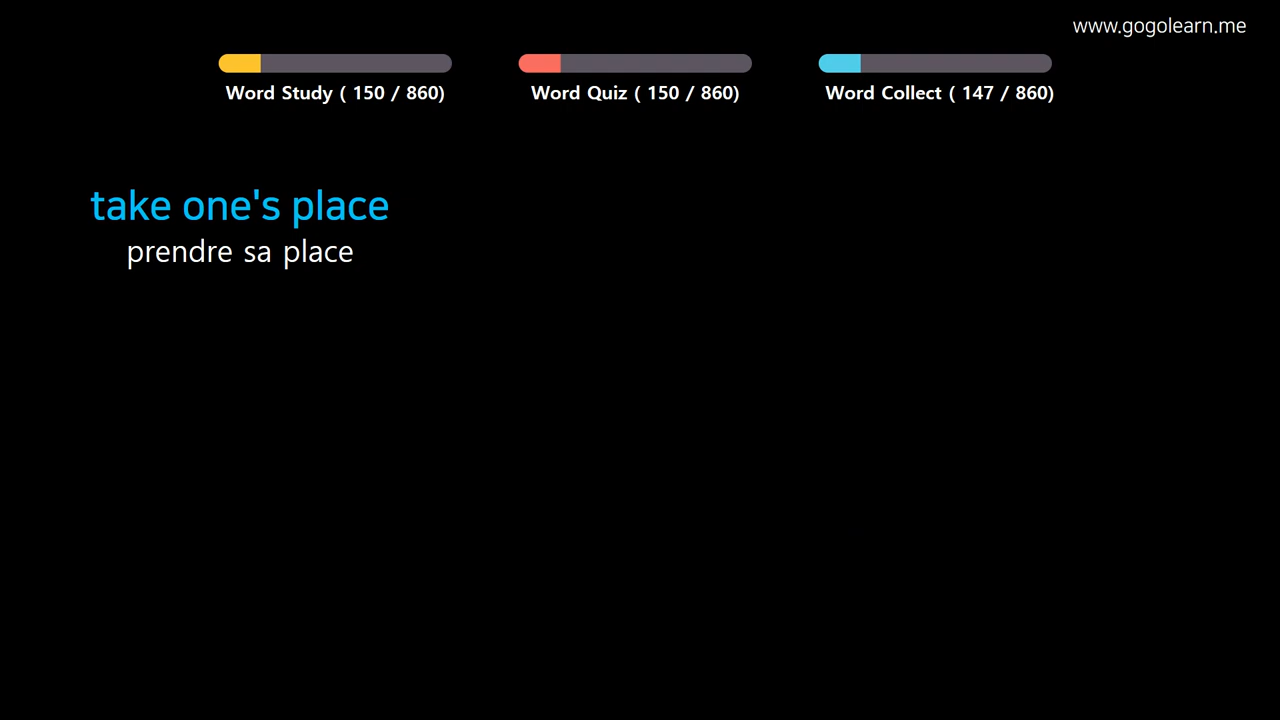 www.gogolearn.me
Word Study ( 150 / 860)
Word Quiz ( 150 / 860)
Word Collect ( 147 / 860)
take one's place
prendre sa place